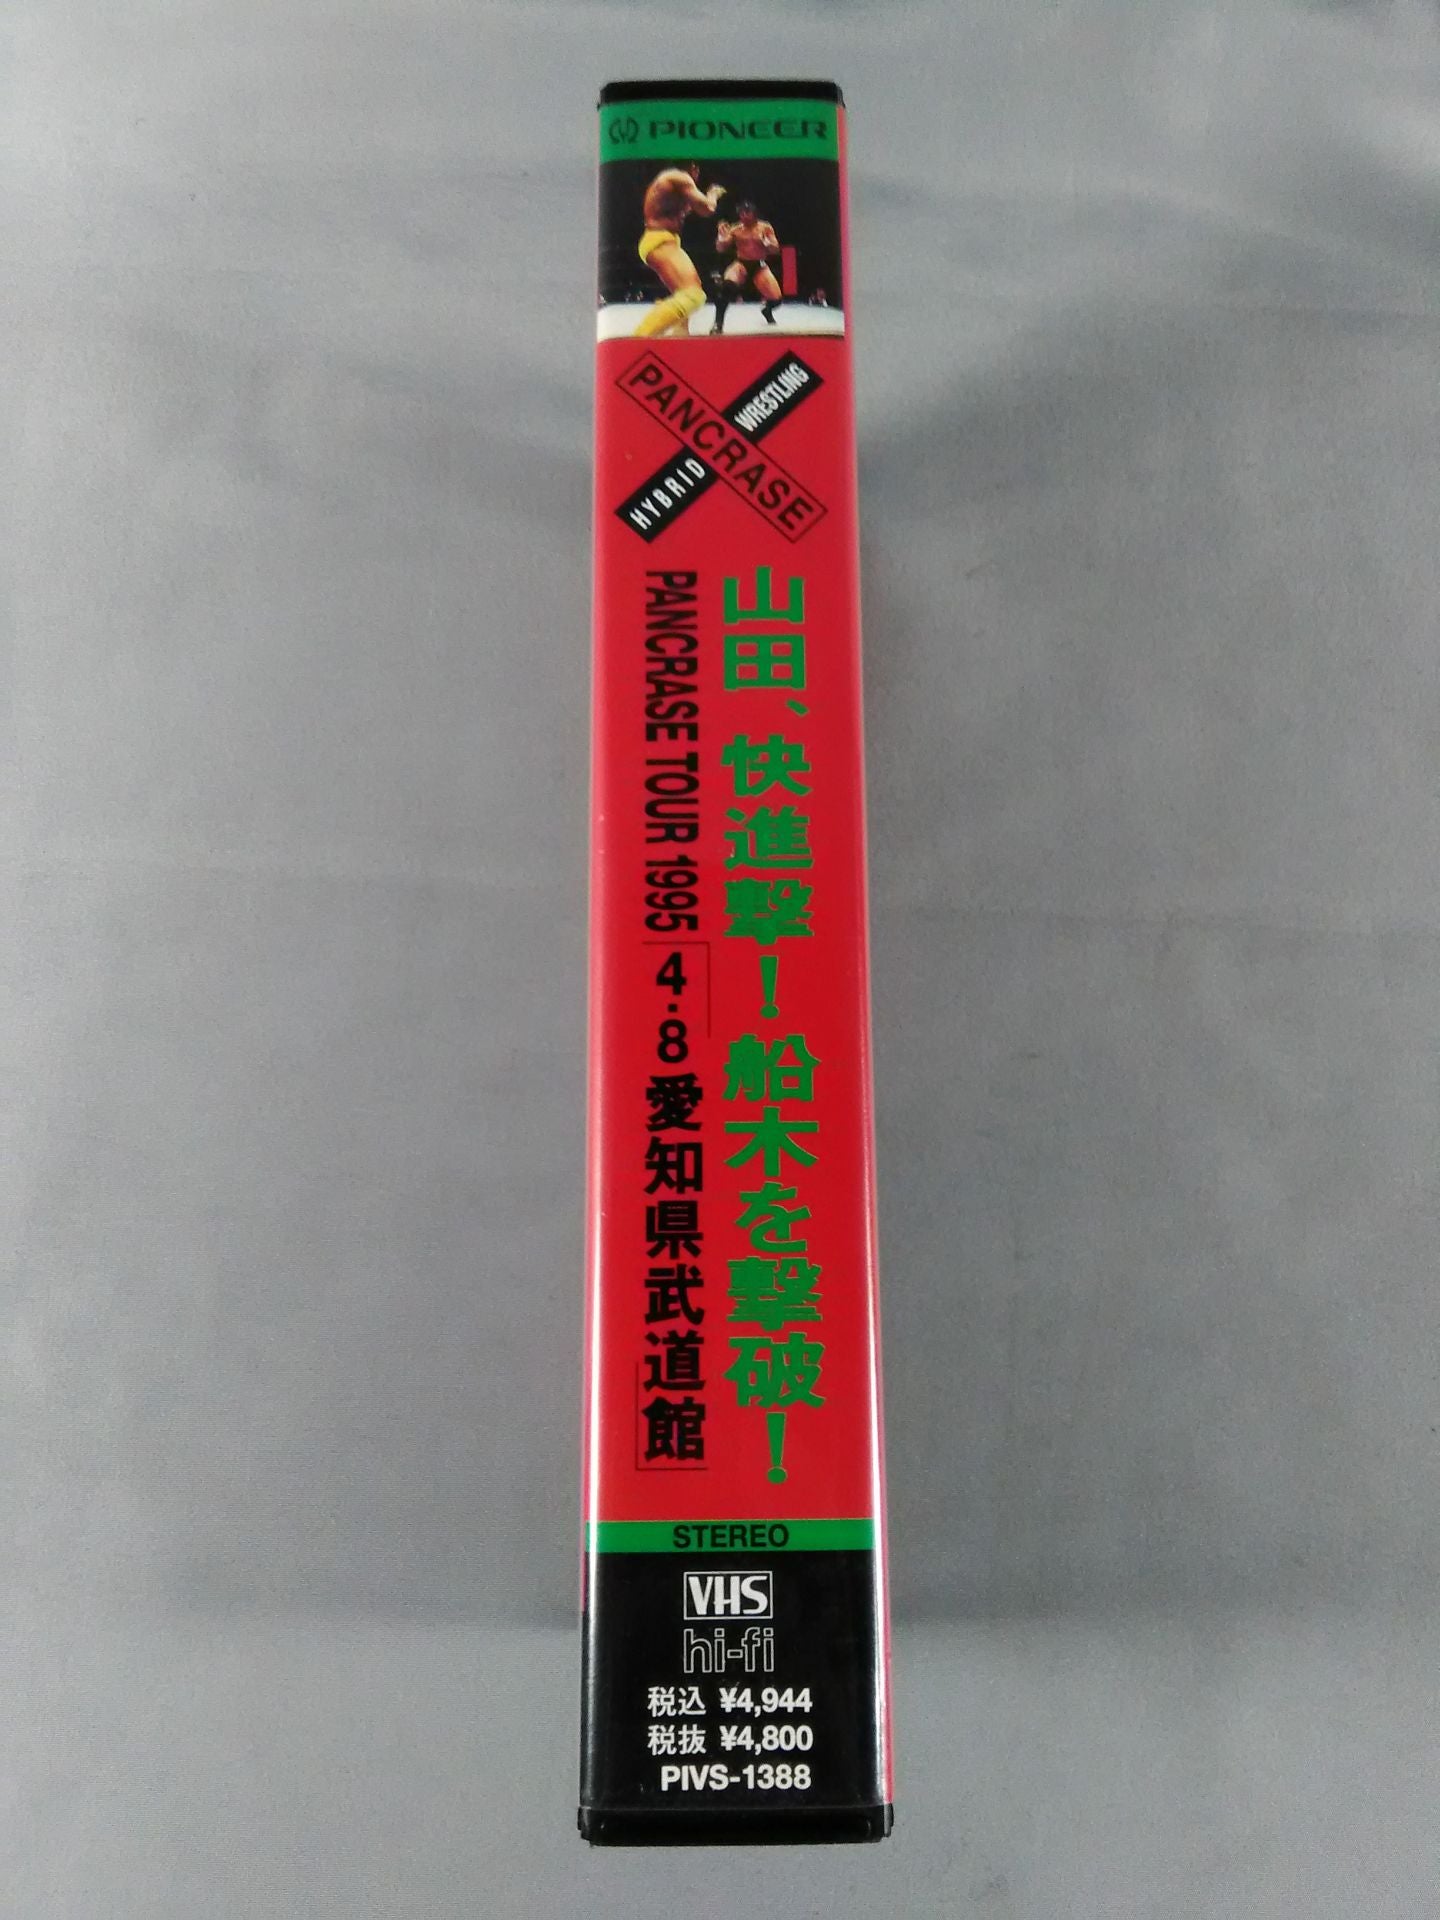 PIONEER
PANCRASE
HYBRID WRESTLING
山田、快進撃！船木を撃破！
PANCRASE TOUR 1995「4・8愛知県武道館」
STEREO
VHS
hi-fi
税込 ¥4,944
税抜 ¥4,800
PIVS-1388